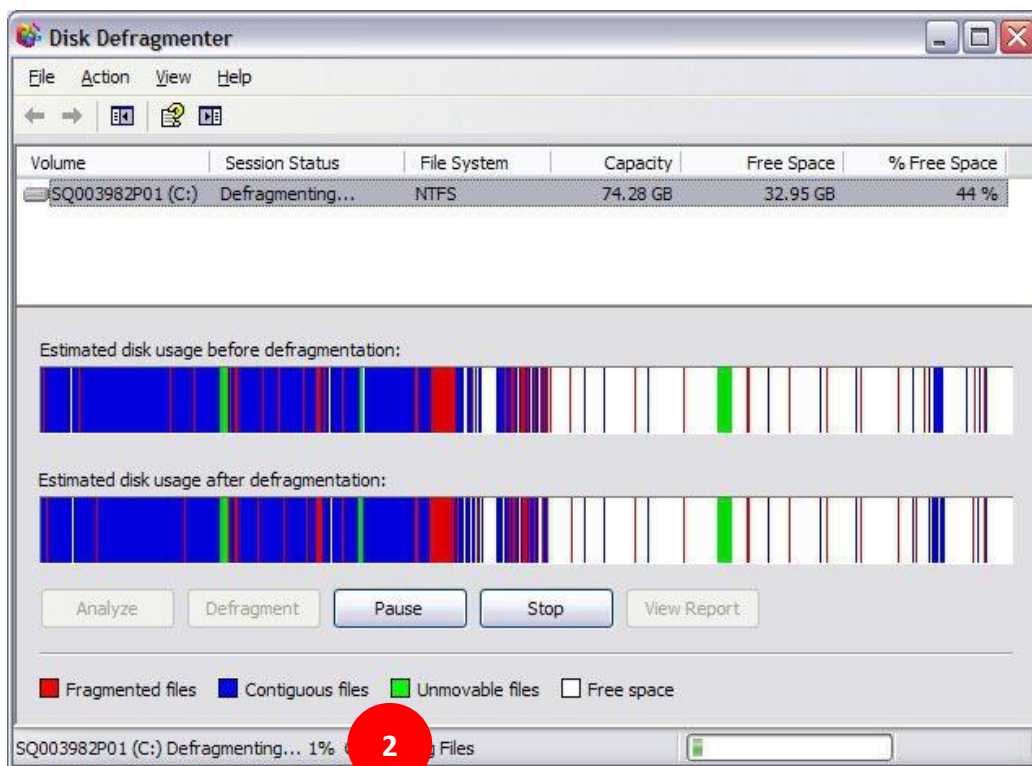 Disk Defragmenter
File Action View Help
Volume Session Status File System Capacity Free Space % Free Space
SQ003982P01 (C:) Defragmenting... NTFS 74.28 GB 32.95 GB 44 %
Estimated disk usage before defragmentation:
Estimated disk usage after defragmentation:
Analyze Defragment Pause Stop View Report
Fragmented files Contiguous files Unmovable files Free space
SQ003982P01 (C:) Defragmenting... 1% 2 Files